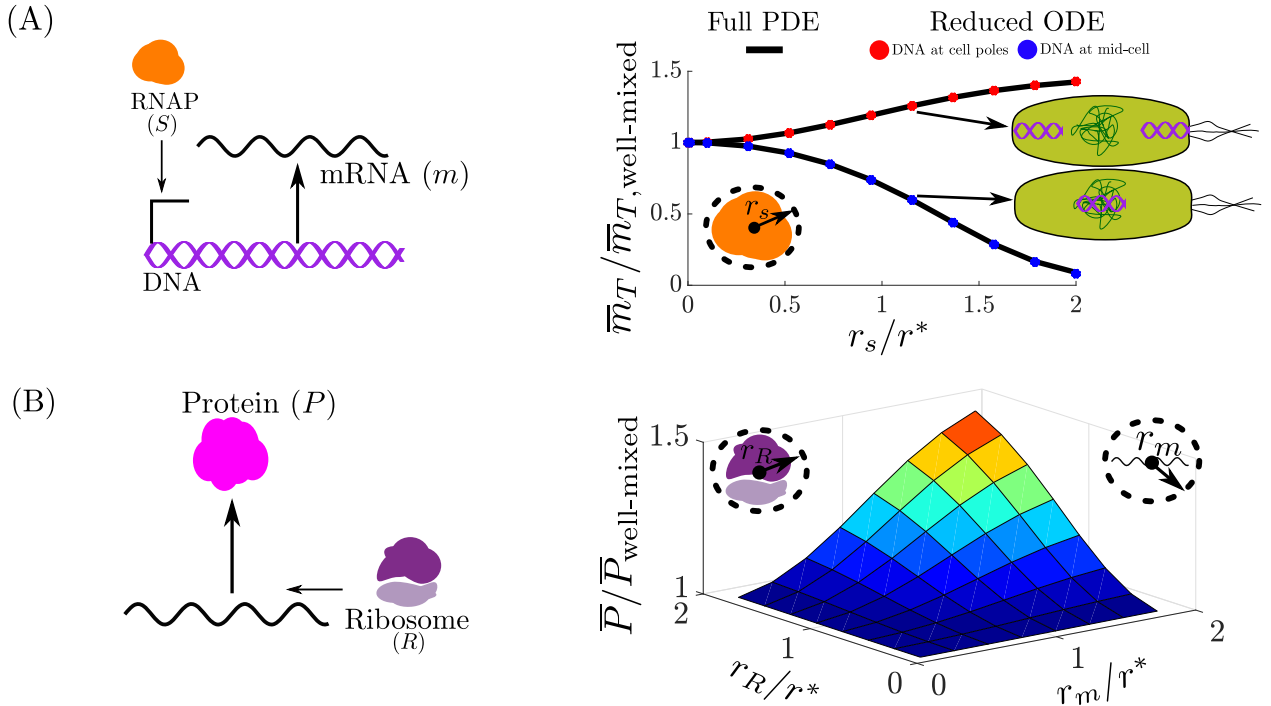 (A)
RNAP
(S)
mRNA (m)
DNA
Full PDE
Reduced ODE
DNA at cell poles
DNA at mid-cell
m̅_T / m̅_T,well-mixed
1.5
1
0.5
0
r_s
0 0.5 1 1.5 2
r_s/r*
(B)
Protein (P)
Ribosome
(R)
P̅/P̅_well-mixed
1.5
1
r_R
r_m
2
1
0
r_R/r*
0
1
2
r_m/r*